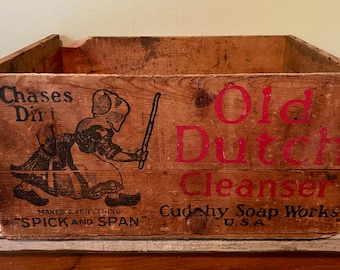 Chases
Dirt
MAKES EVERYTHING
"SPICK AND SPAN"
Old
Dutch
Cleanser
Cudahy Soap Works
U.S.A.